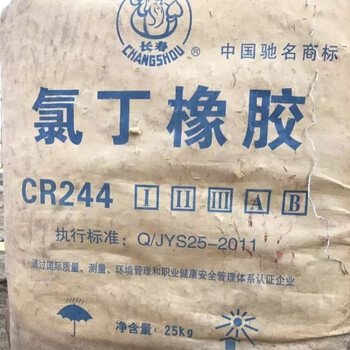 长寿
CHANGSHOU ®
中国驰名商标
氯丁橡胶
CR244 Ⅰ Ⅱ Ⅲ A B
执行标准：Q/JYS25-2011
通过国际质量、测量、环境管理和职业健康安全管理体系认证企业
净含量：25kg